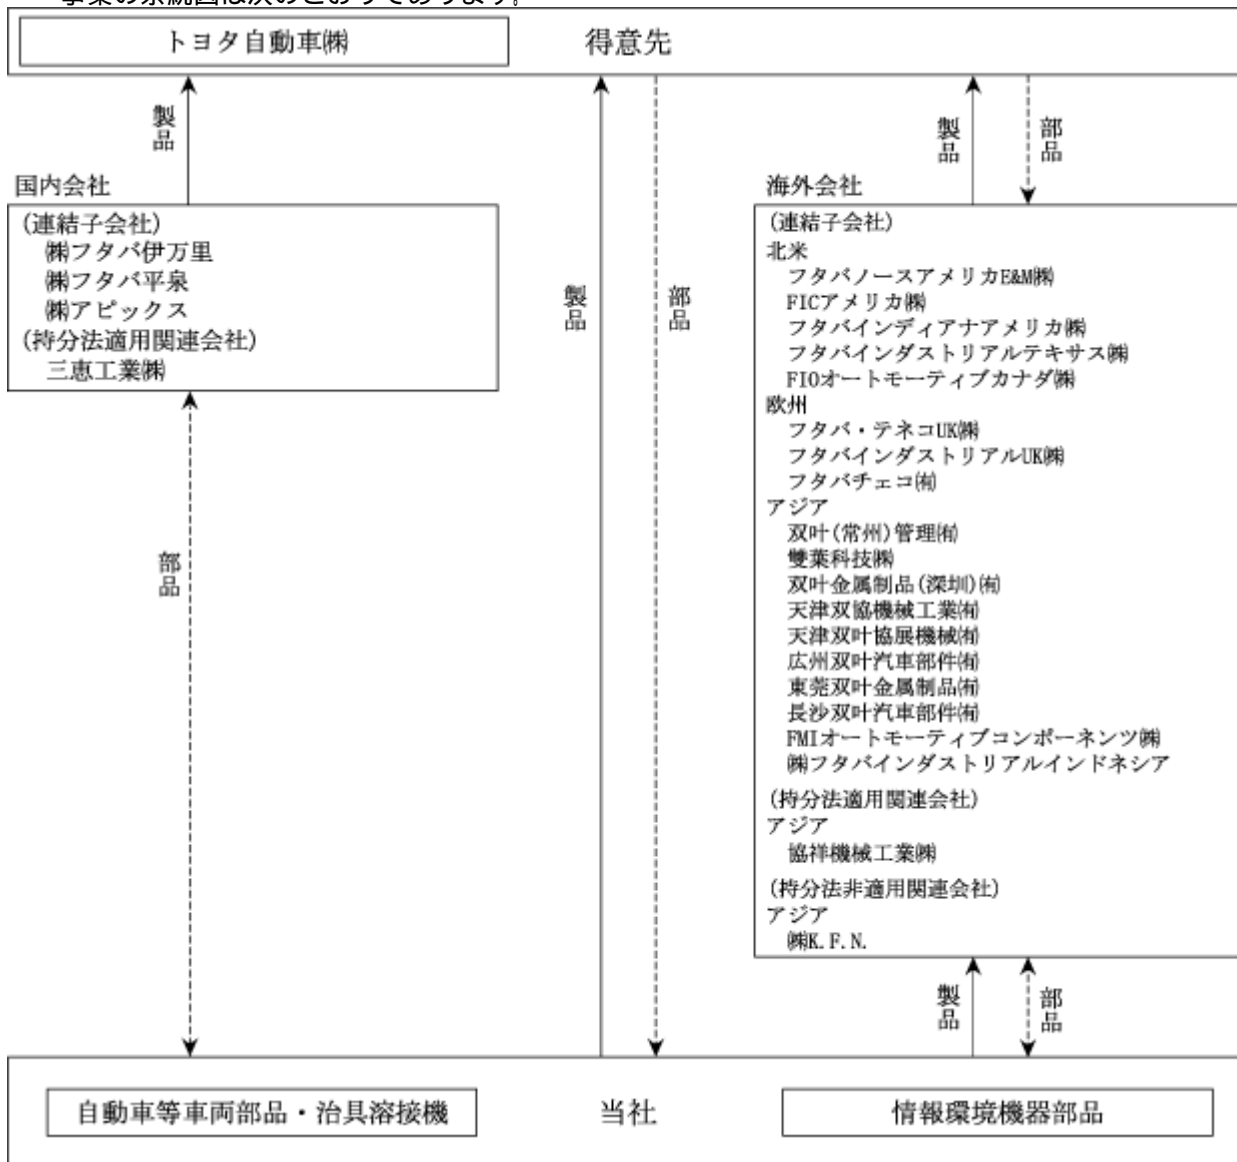 事業の系統図は次のとおりであります。
トヨタ自動車㈱
得意先
製品
製品
部品
製品
部品
国内会社
(連結子会社)
㈱フタバ伊万里
㈱フタバ平泉
㈱アピックス
(持分法適用関連会社)
三恵工業㈱
部品
海外会社
(連結子会社)
北米
フタバノースアメリカE&M㈱
FICアメリカ㈱
フタバインディアナアメリカ㈱
フタバインダストリアルテキサス㈱
FIOオートモーティブカナダ㈱
欧州
フタバ・テネコUK㈱
フタバインダストリアルUK㈱
フタバチェコ㈲
アジア
双叶(常州)管理㈲
雙葉科技㈱
双叶金属制品(深圳)㈲
天津双協機械工業㈲
天津双叶協展機械㈲
広州双叶汽車部件㈲
東莞双叶金属制品㈲
長沙双叶汽車部件㈲
FMIオートモーティブコンポーネンツ㈱
㈱フタバインダストリアルインドネシア
(持分法適用関連会社)
アジア
協祥機械工業㈱
(持分法非適用関連会社)
アジア
㈱K.F.N.
製品
部品
自動車等車両部品・治具溶接機
当社
情報環境機器部品